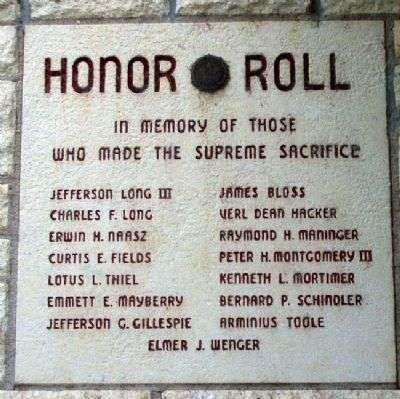 HONOR ROLL
IN MEMORY OF THOSE
WHO MADE THE SUPREME SACRIFICE
JEFFERSON LONG III
CHARLES F. LONG
ERWIN H. NAASZ
CURTIS E. FIELDS
LOTUS L. THIEL
EMMETT E. MAYBERRY
JEFFERSON G. GILLESPIE
JAMES BLOSS
VERL DEAN HACKER
RAYMOND H. MANINGER
PETER H. MONTGOMERY III
KENNETH L. MORTIMER
BERNARD P. SCHINDLER
ARMINIUS TOOLE
ELMER J. WENGER